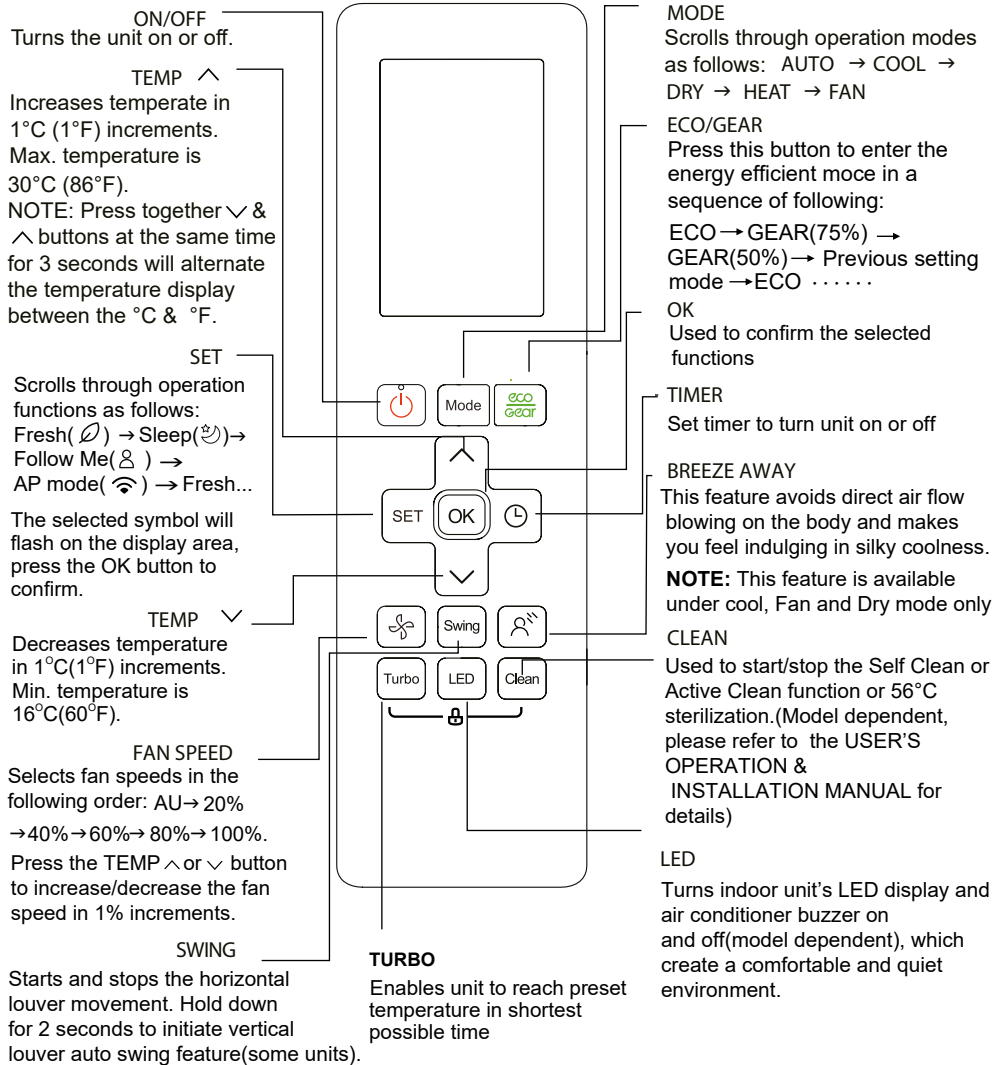 ON/OFF
Turns the unit on or off.
TEMP ^
Increases temperate in
1°C (1°F) increments.
Max. temperature is
30°C (86°F).
NOTE: Press together ∨ &
∧ buttons at the same time
for 3 seconds will alternate
the temperature display
between the °C & °F.
SET
Scrolls through operation
functions as follows:
Fresh( ) → Sleep( )→
Follow Me( ) →
AP mode( ) → Fresh...
The selected symbol will
flash on the display area,
press the OK button to
confirm.
TEMP ∨
Decreases temperature
in 1°C(1°F) increments.
Min. temperature is
16°C(60°F).
FAN SPEED
Selects fan speeds in the
following order: AU→ 20%
→40%→60%→ 80%→100%.
Press the TEMP ∧ or ∨ button
to increase/decrease the fan
speed in 1% increments.
SWING
Starts and stops the horizontal
louver movement. Hold down
for 2 seconds to initiate vertical
louver auto swing feature(some units).
Mode
eco
Gear
SET
OK
Swing
Turbo
LED
Clean
TURBO
Enables unit to reach preset
temperature in shortest
possible time
MODE
Scrolls through operation modes
as follows: AUTO → COOL →
DRY → HEAT → FAN
ECO/GEAR
Press this button to enter the
energy efficient moce in a
sequence of following:
ECO → GEAR(75%) →
GEAR(50%)→ Previous setting
mode →ECO ······
OK
Used to confirm the selected
functions
TIMER
Set timer to turn unit on or off
BREEZE AWAY
This feature avoids direct air flow
blowing on the body and makes
you feel indulging in silky coolness.
NOTE: This feature is available
under cool, Fan and Dry mode only
CLEAN
Used to start/stop the Self Clean or
Active Clean function or 56°C
sterilization.(Model dependent,
please refer to the USER'S
OPERATION &
INSTALLATION MANUAL for
details)
LED
Turns indoor unit's LED display and
air conditioner buzzer on
and off(model dependent), which
create a comfortable and quiet
environment.